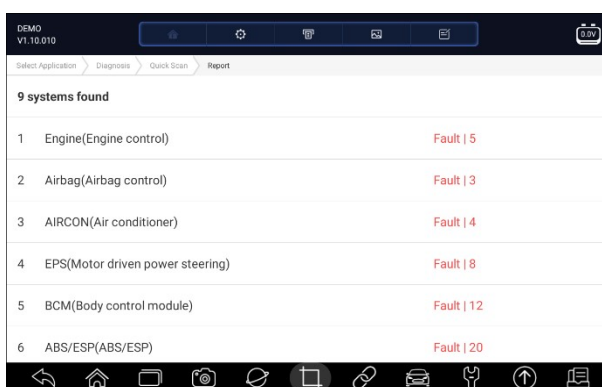 DEMO
V1.10.010
0.0V
Select Application Diagnosis Quick Scan Report
9 systems found
1 Engine(Engine control) Fault | 5
2 Airbag(Airbag control) Fault | 3
3 AIRCON(Air conditioner) Fault | 4
4 EPS(Motor driven power steering) Fault | 8
5 BCM(Body control module) Fault | 12
6 ABS/ESP(ABS/ESP) Fault | 20